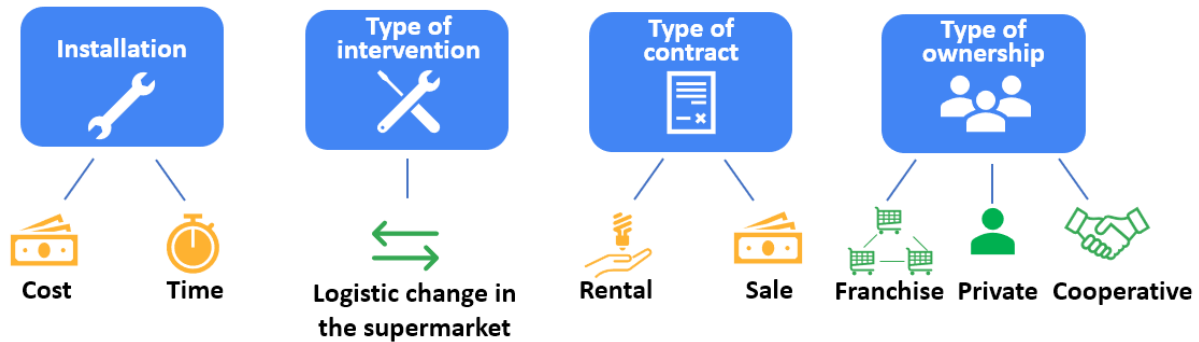 Installation
Type of
intervention
Type of
contract
Type of
ownership
Cost
Time
Logistic change in
the supermarket
Rental
Sale
Franchise
Private
Cooperative